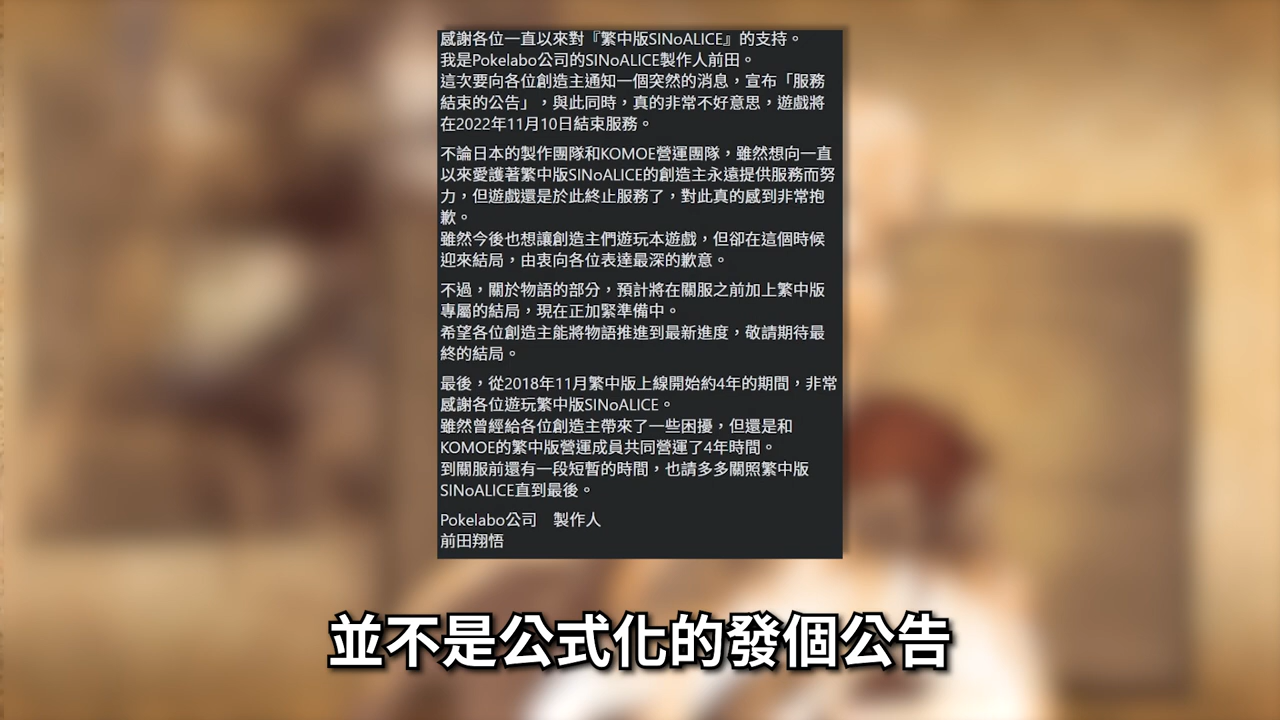 感謝各位一直以來對『繁中版SINoALICE』的支持。
我是Pokelabo公司的SINoALICE製作人前田。
這次要向各位創造主通知一個突然的消息，宣布「服務
結束的公告」，與此同時，真的非常不好意思，遊戲將
在2022年11月10日結束服務。
不論日本的製作團隊和KOMOE營運團隊，雖然想向一直
以來愛護著繁中版SINoALICE的創造主永遠提供服務而努
力，但遊戲還是於此終止服務了，對此真的感到非常抱
歉。
雖然今後也想讓創造主們遊玩本遊戲，但卻在這個時候
迎來結局，由衷向各位表達最深的歉意。
不過，關於物語的部分，預計將在關服之前加上繁中版
專屬的結局，現在正加緊準備中。
希望各位創造主能將物語推進到最新進度，敬請期待最
終的結局。
最後，從2018年11月繁中版上線開始約4年的期間，非常
感謝各位遊玩繁中版SINoALICE。
雖然曾經給各位創造主帶來了一些困擾，但還是和
KOMOE的繁中版營運成員共同營運了4年時間。
到關服前還有一段短暫的時間，也請多多關照繁中版
SINoALICE直到最後。
Pokelabo公司　製作人
前田翔悟
並不是公式化的發個公告